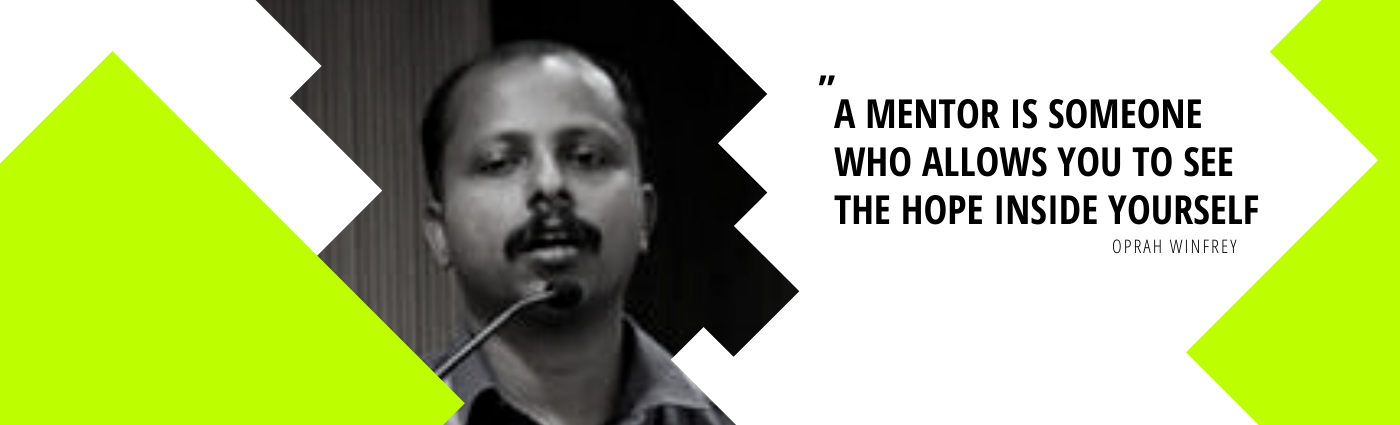 ”
A MENTOR IS SOMEONE
WHO ALLOWS YOU TO SEE
THE HOPE INSIDE YOURSELF
OPRAH WINFREY